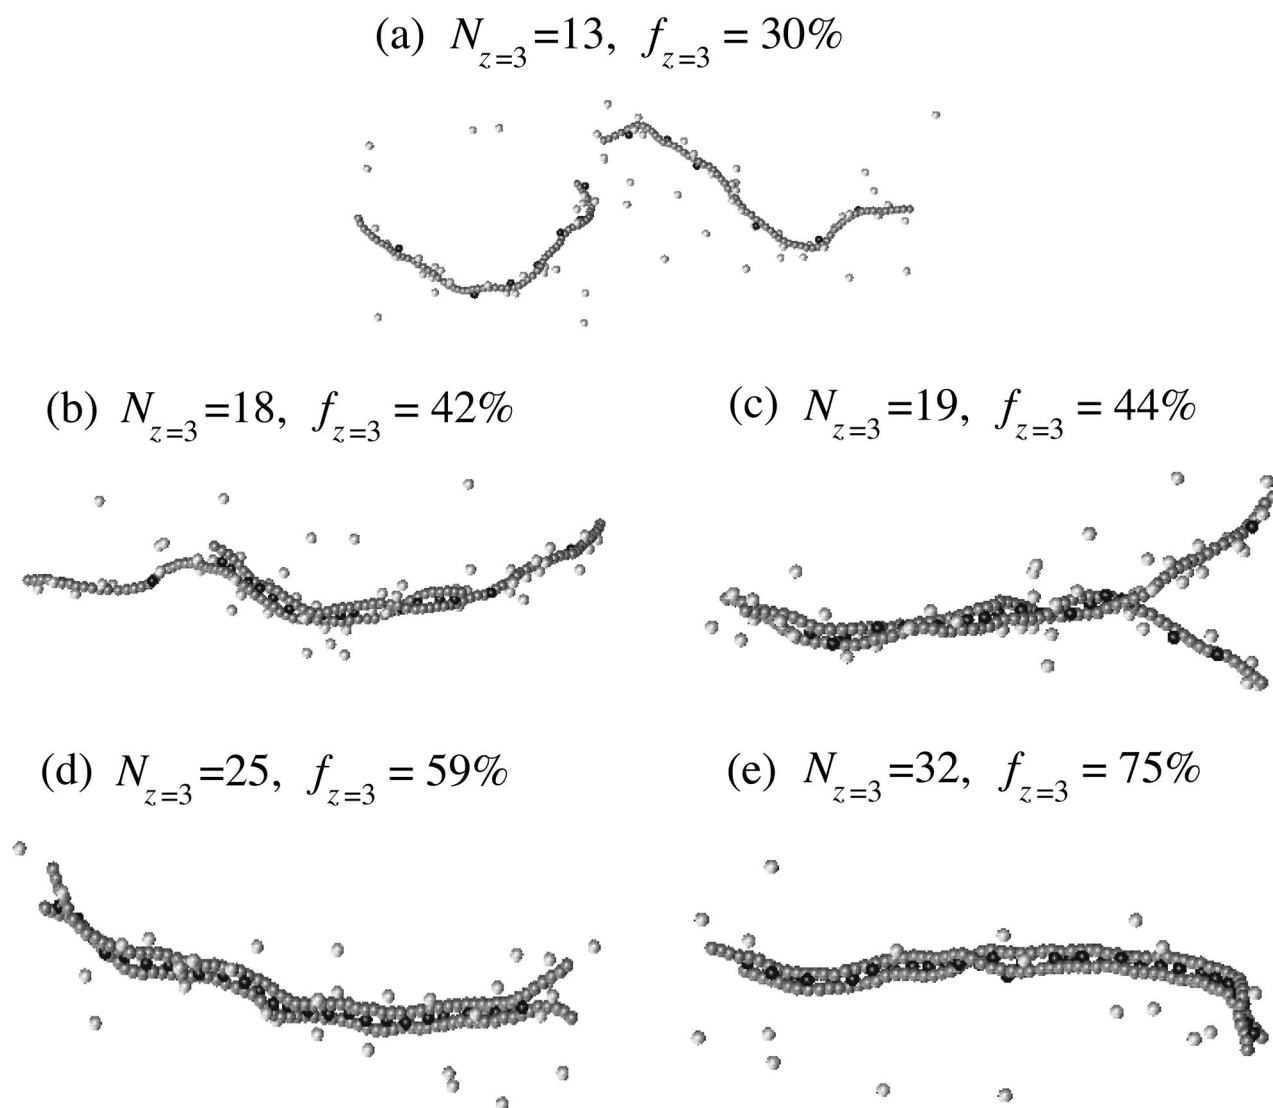 (a) N_{z=3}=13, f_{z=3} = 30%
(b) N_{z=3}=18, f_{z=3} = 42%
(c) N_{z=3}=19, f_{z=3} = 44%
(d) N_{z=3}=25, f_{z=3} = 59%
(e) N_{z=3}=32, f_{z=3} = 75%